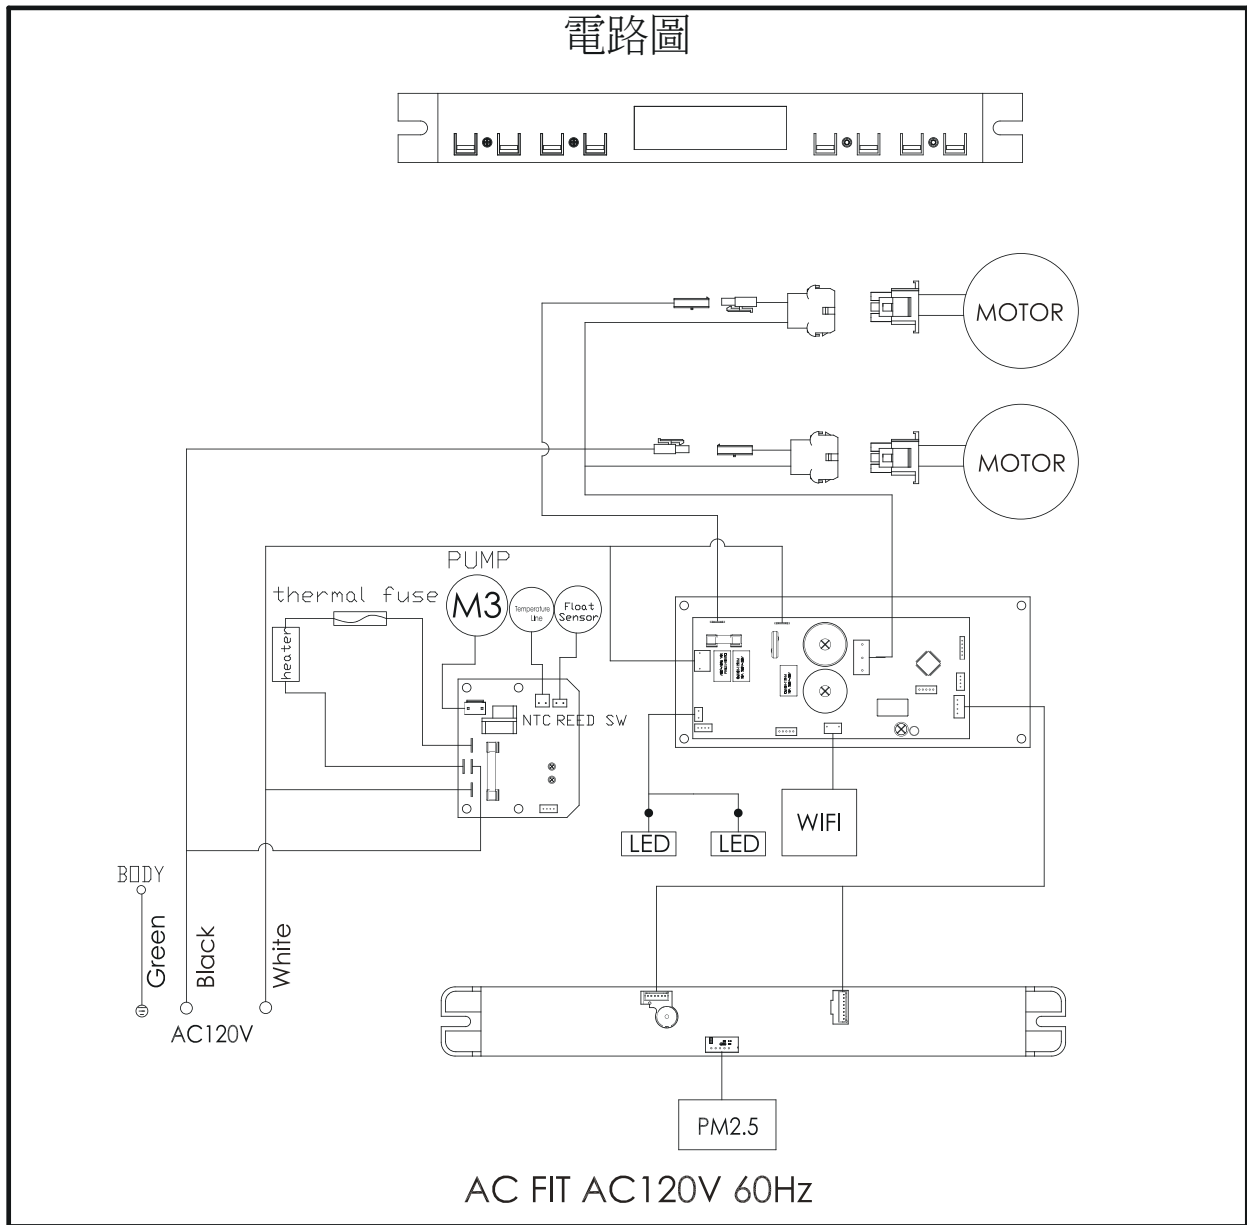 電路圖
MOTOR
MOTOR
PUMP
thermal fuse
M3
Temperature
Line
Float
Sensor
heater
NTC REED SW
LED
LED
WIFI
BODY
Green
Black
White
AC120V
PM2.5
AC FIT AC120V 60Hz